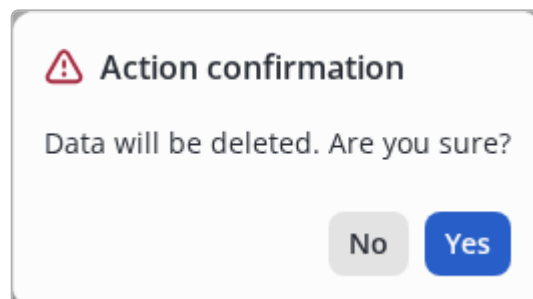 Action confirmation
Data will be deleted. Are you sure?
No
Yes